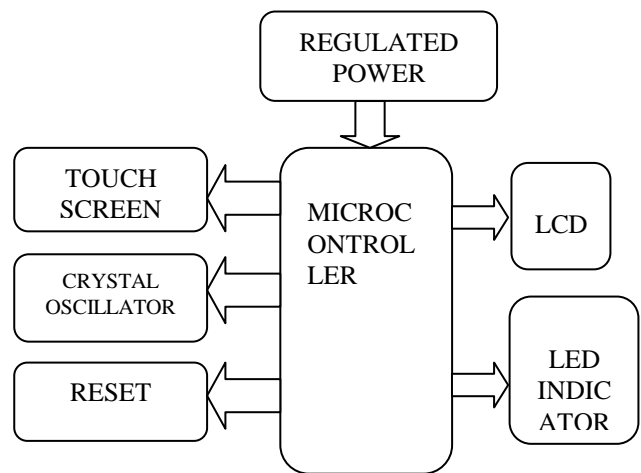 REGULATED
POWER
TOUCH
SCREEN
MICROC
ONTROL
LER
LCD
CRYSTAL
OSCILLATOR
RESET
LED
INDIC
ATOR